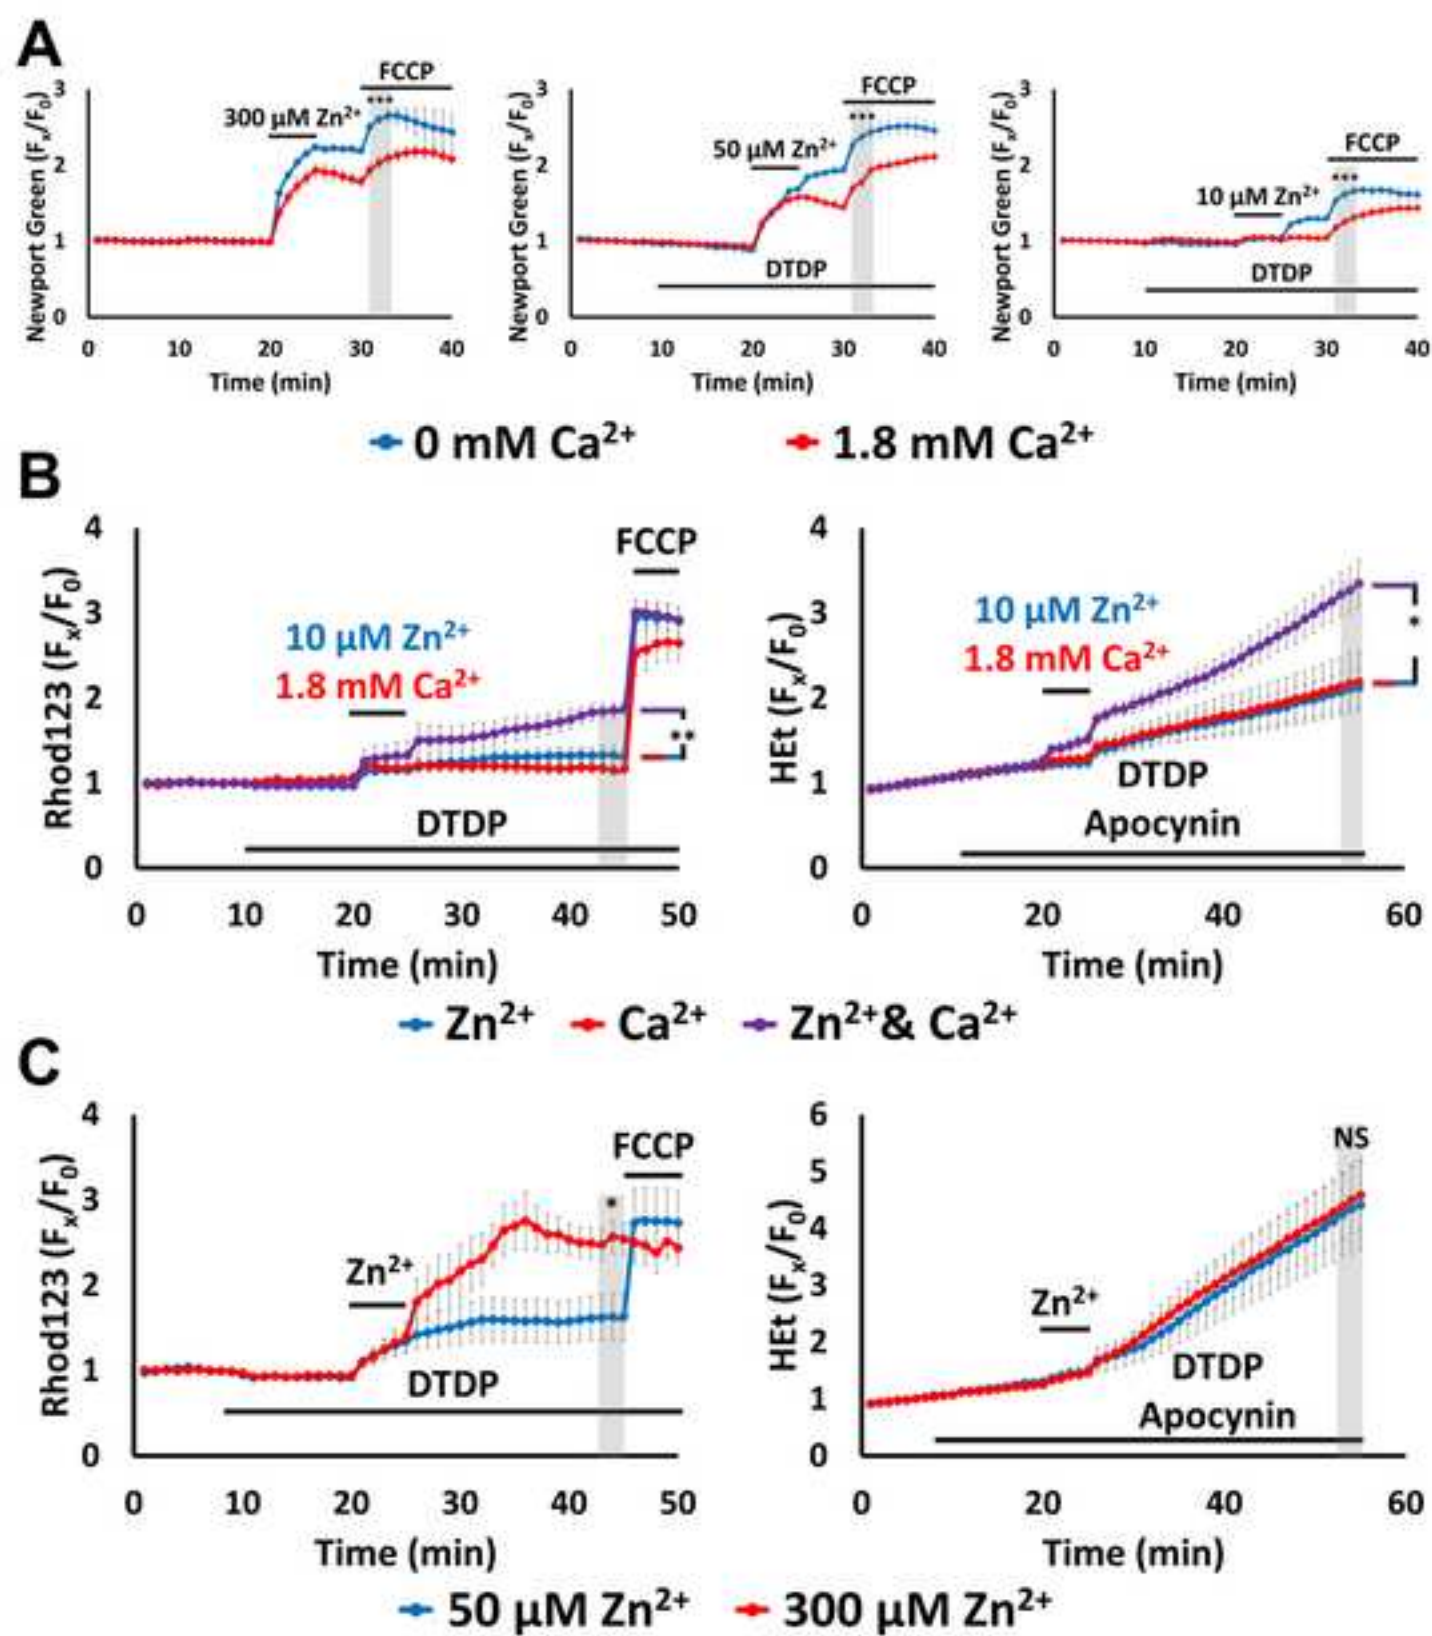 A
Newport Green (Fx/F0)
3
2
1
0
300 µM Zn²⁺
FCCP
***
0 10 20 30 40
Time (min)
Newport Green (Fx/F0)
3
2
1
0
50 µM Zn²⁺
FCCP
***
DTDP
0 10 20 30 40
Time (min)
Newport Green (Fx/F0)
3
2
1
0
10 µM Zn²⁺
FCCP
***
DTDP
0 10 20 30 40
Time (min)
0 mM Ca²⁺ 1.8 mM Ca²⁺
B
Rhod123 (Fx/F0)
4
3
2
1
0
FCCP
10 µM Zn²⁺
1.8 mM Ca²⁺
**
DTDP
0 10 20 30 40 50
Time (min)
HEt (Fx/F0)
4
3
2
1
0
10 µM Zn²⁺
1.8 mM Ca²⁺
*
DTDP
Apocynin
0 20 40 60
Time (min)
Zn²⁺ Ca²⁺ Zn²⁺& Ca²⁺
C
Rhod123 (Fx/F0)
4
3
2
1
0
FCCP
*
Zn²⁺
DTDP
0 10 20 30 40 50
Time (min)
HEt (Fx/F0)
6
5
4
3
2
1
0
NS
Zn²⁺
DTDP
Apocynin
0 20 40 60
Time (min)
50 µM Zn²⁺ 300 µM Zn²⁺